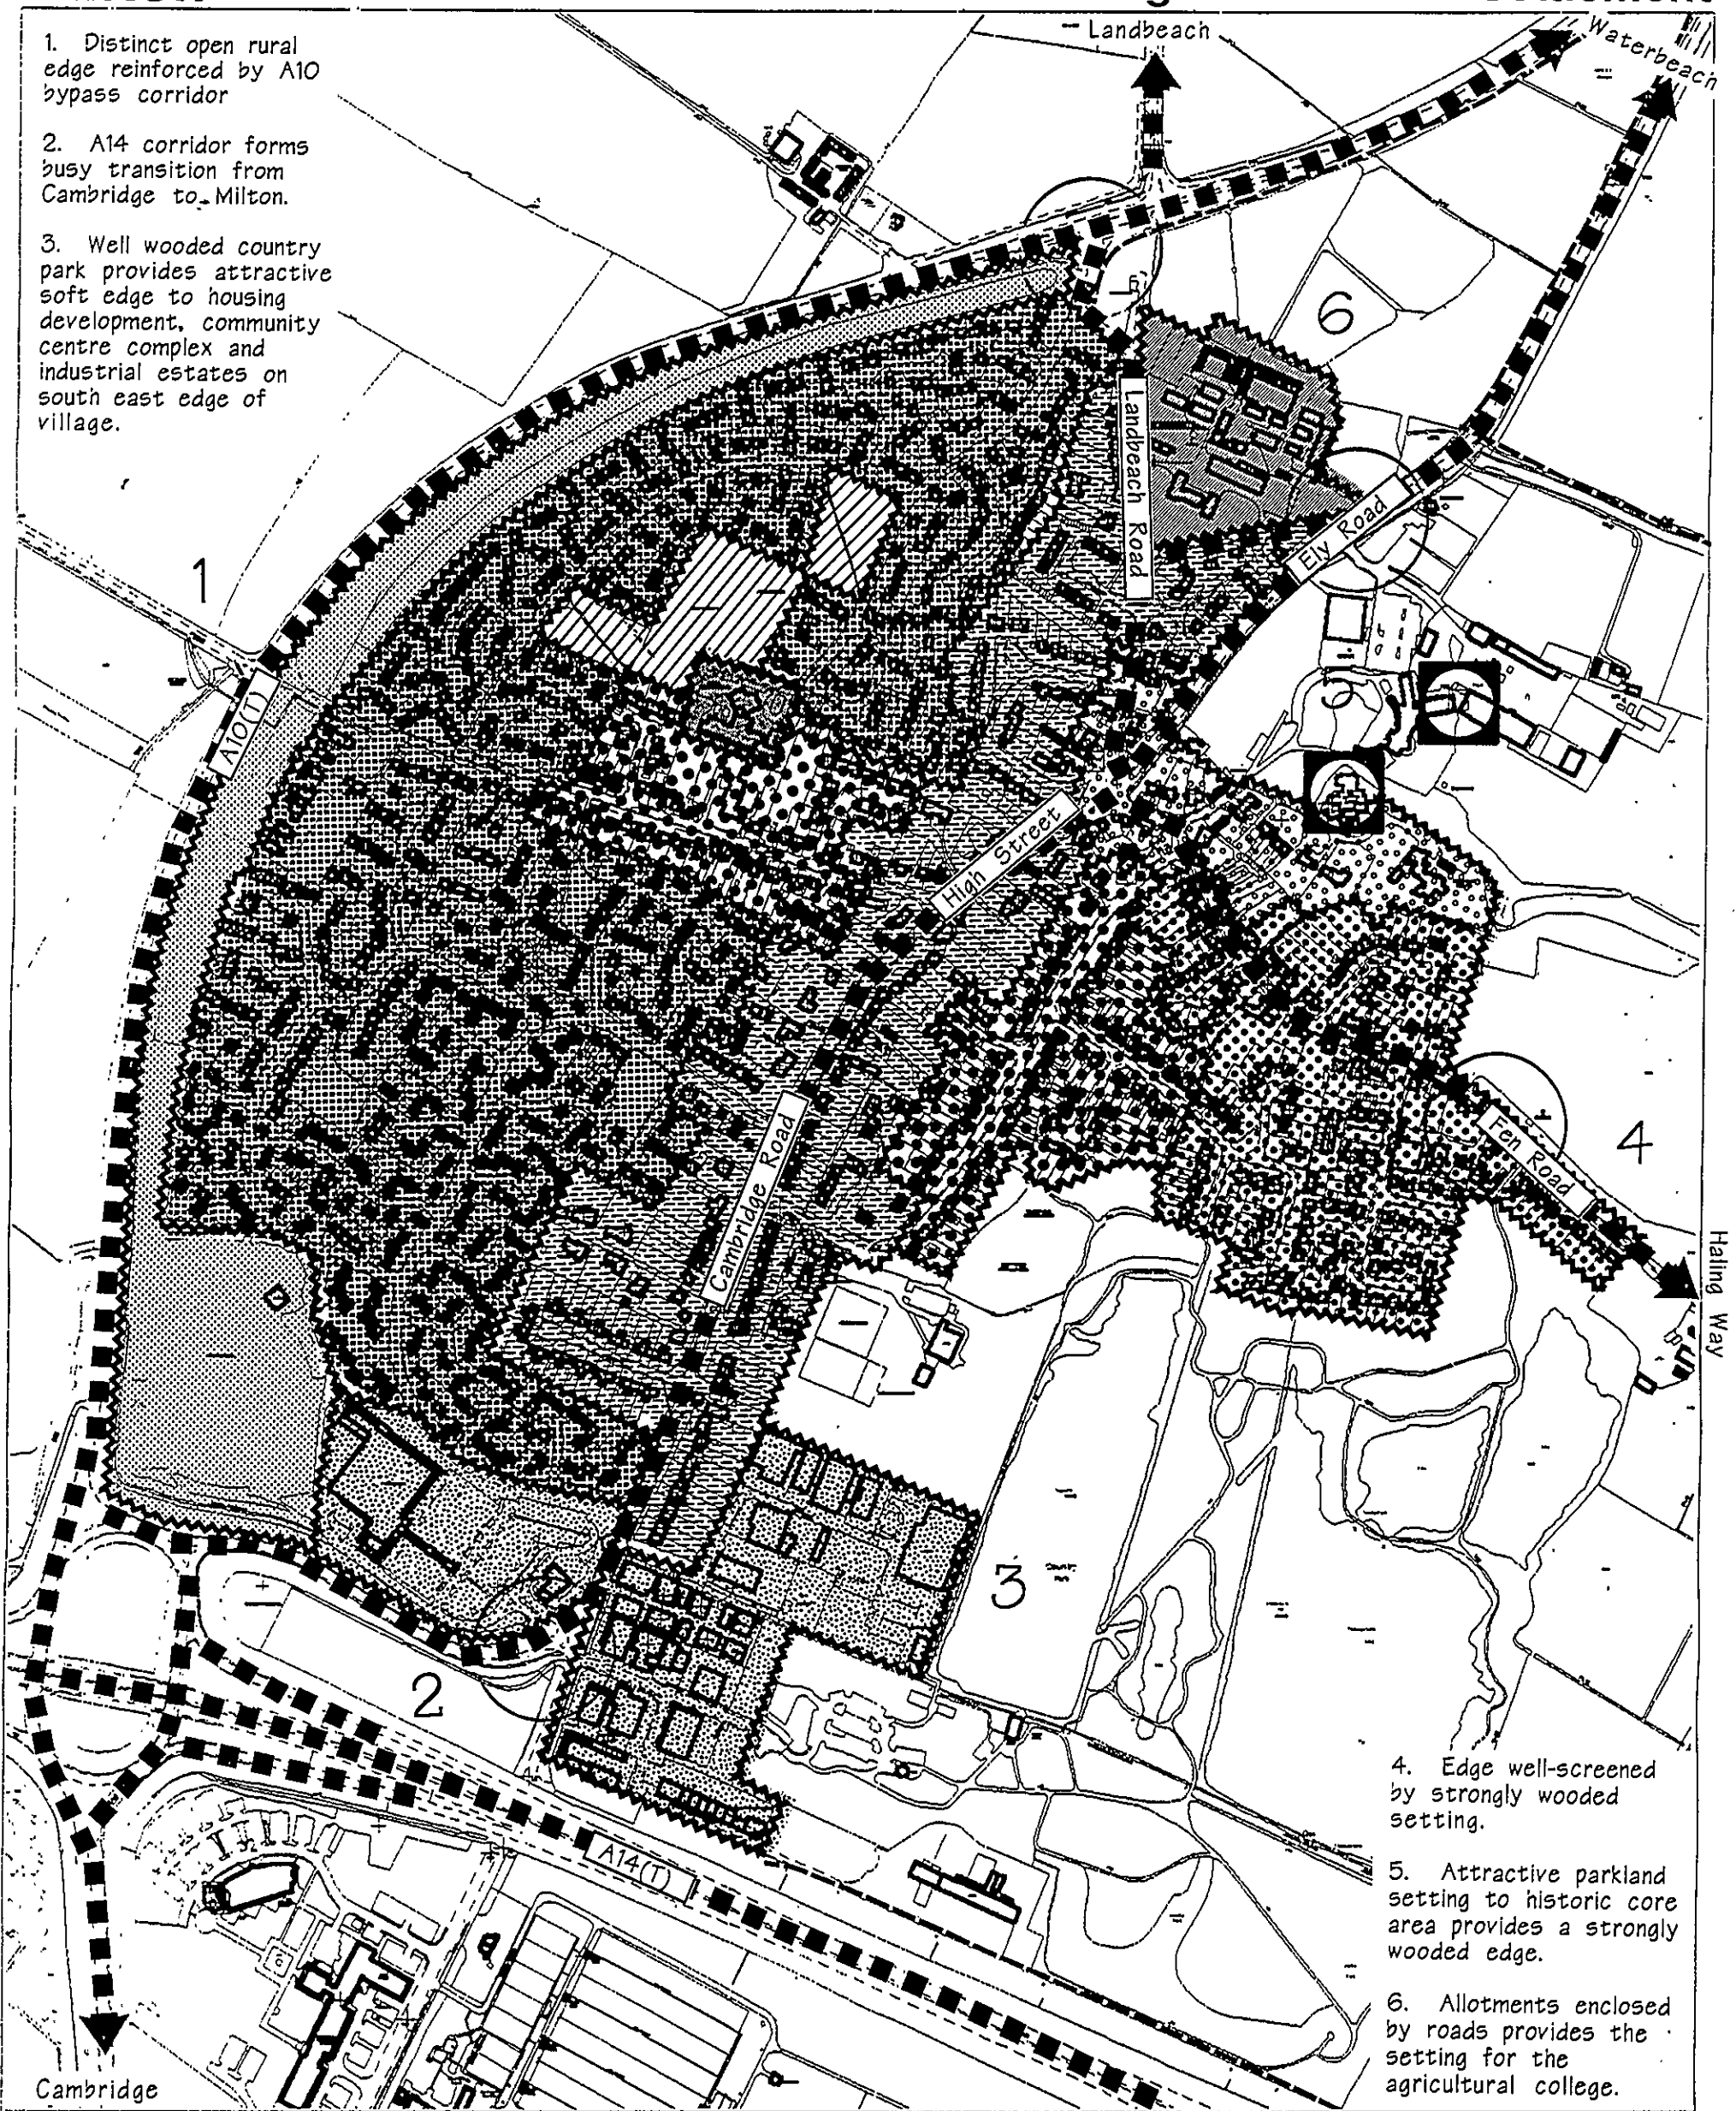 Landbeach
Waterbeach
1. Distinct open rural
edge reinforced by A10
bypass corridor
2. A14 corridor forms
busy transition from
Cambridge to Milton.
3. Well wooded country
park provides attractive
soft edge to housing
development, community
centre complex and
industrial estates on
south east edge of
village.
6
Landbeach Road
Ely Road
1
A10(T)
High Street
Cambridge Road
4
Fen Road
Haling Way
3
Country
Park
2
A14(T)
4. Edge well-screened
by strongly wooded
setting.
5. Attractive parkland
setting to historic core
area provides a strongly
wooded edge.
6. Allotments enclosed
by roads provides the
setting for the
agricultural college.
Cambridge